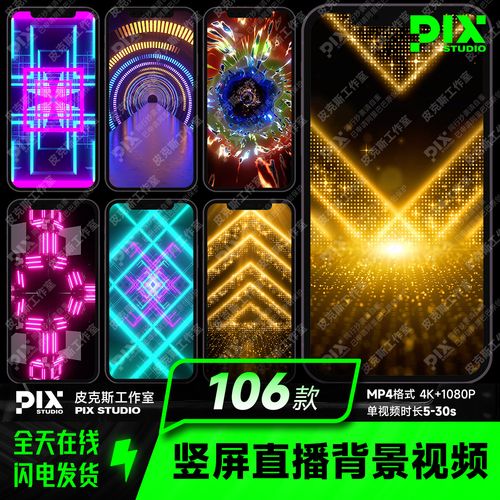 PIX
STUDIO
106款
MP4格式 4K+1080P
单视频时长5-30s
PIX
STUDIO
皮克斯工作室
PIX STUDIO
全天在线
闪电发货
竖屏直播背景视频